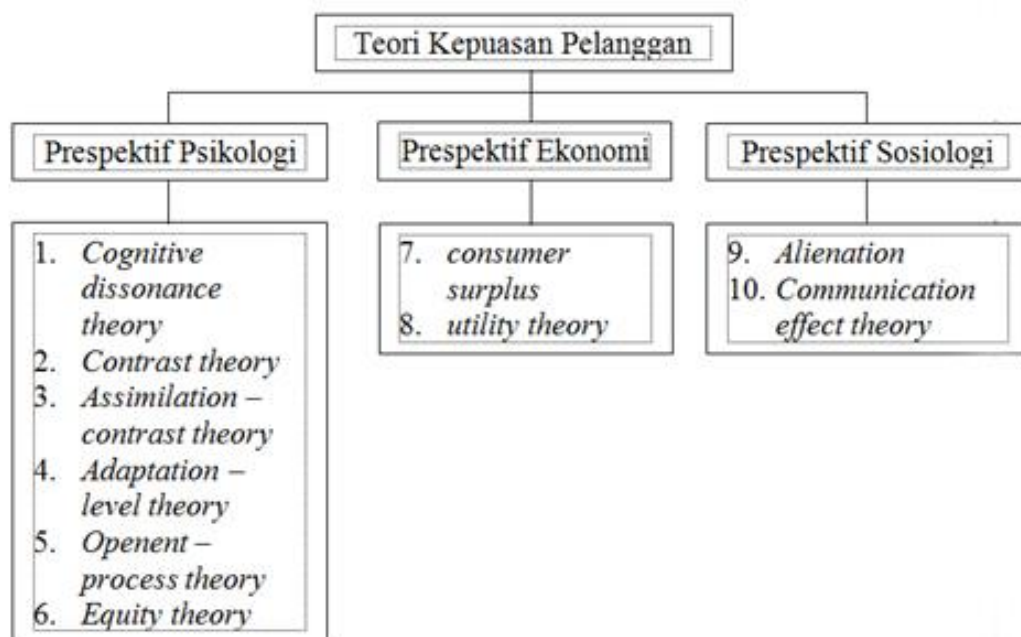 Teori Kepuasan Pelanggan
Prespektif Psikologi
1. Cognitive
dissonance
theory
2. Contrast theory
3. Assimilation –
contrast theory
4. Adaptation –
level theory
5. Openent –
process theory
6. Equity theory
Prespektif Ekonomi
7. consumer
surplus
8. utility theory
Prespektif Sosiologi
9. Alienation
10. Communication
effect theory